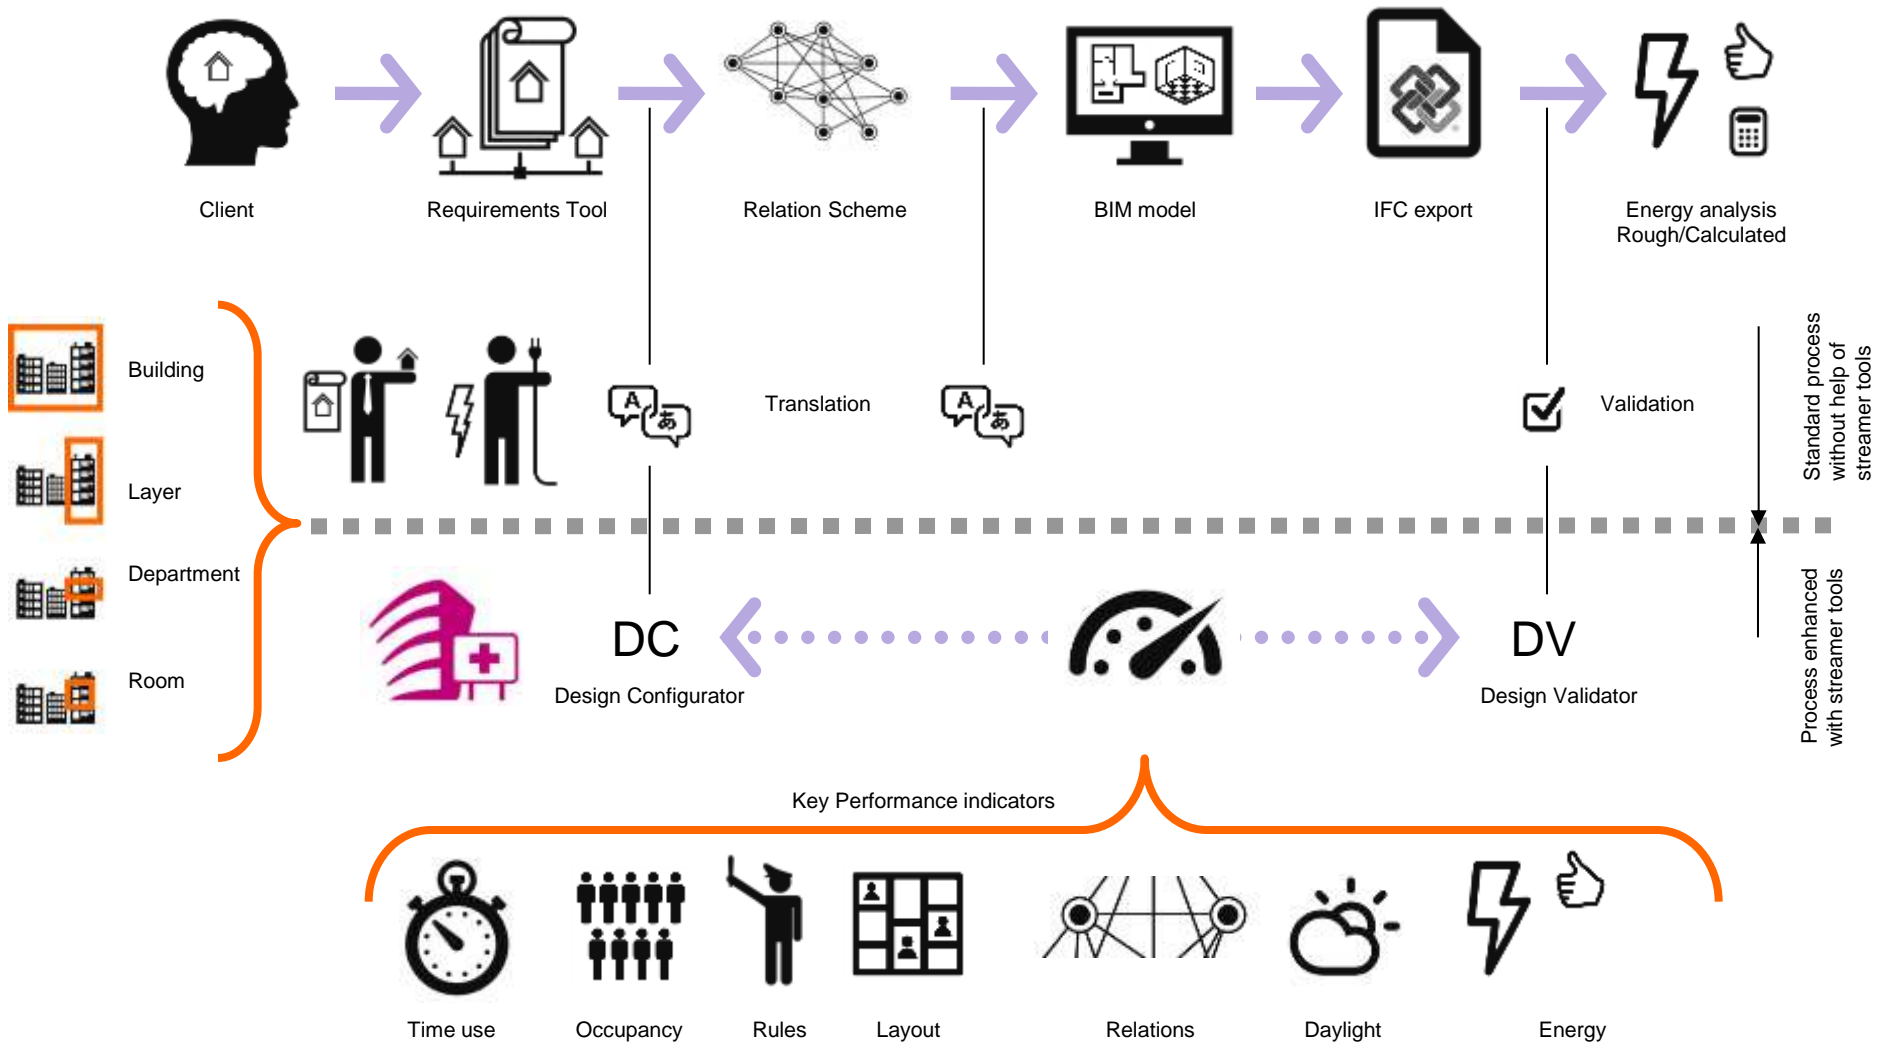 Client
Requirements Tool
Relation Scheme
BIM model
IFC export
Energy analysis
Rough/Calculated
Building
Layer
Department
Room
A
あ
Translation
A
あ
Validation
Standard process
without help of
streamer tools
DC
Design Configurator
DV
Design Validator
Process enhanced
with streamer tools
Key Performance indicators
Time use
Occupancy
Rules
Layout
Relations
Daylight
Energy